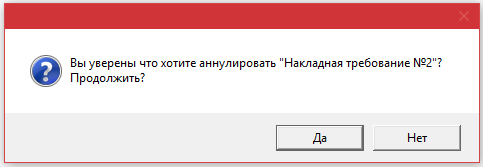 Вы уверены что хотите аннулировать "Накладная требование №2"?
Продолжить?
Да Нет